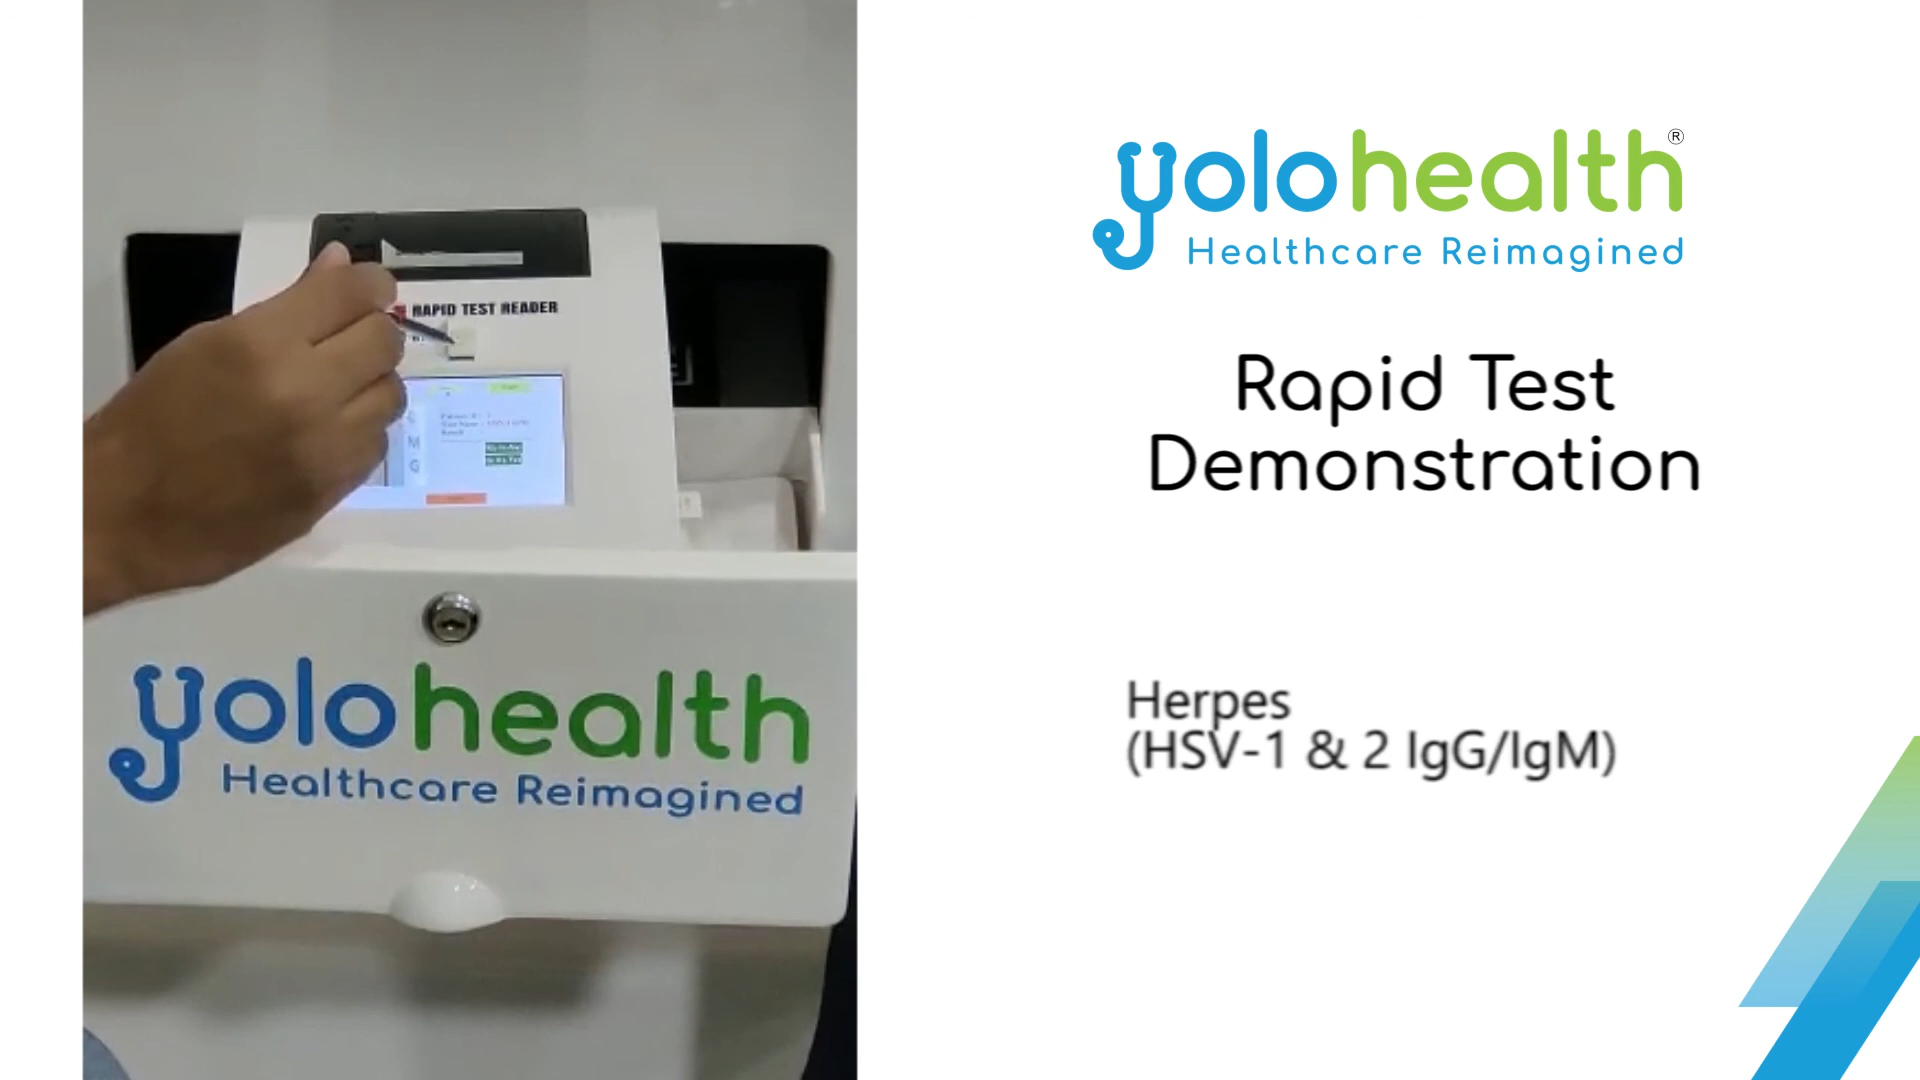 RAPID TEST READER
M
G
yolohealth
Healthcare Reimagined
yolohealth®
Healthcare Reimagined
Rapid Test
Demonstration
Herpes
(HSV-1 & 2 IgG/IgM)